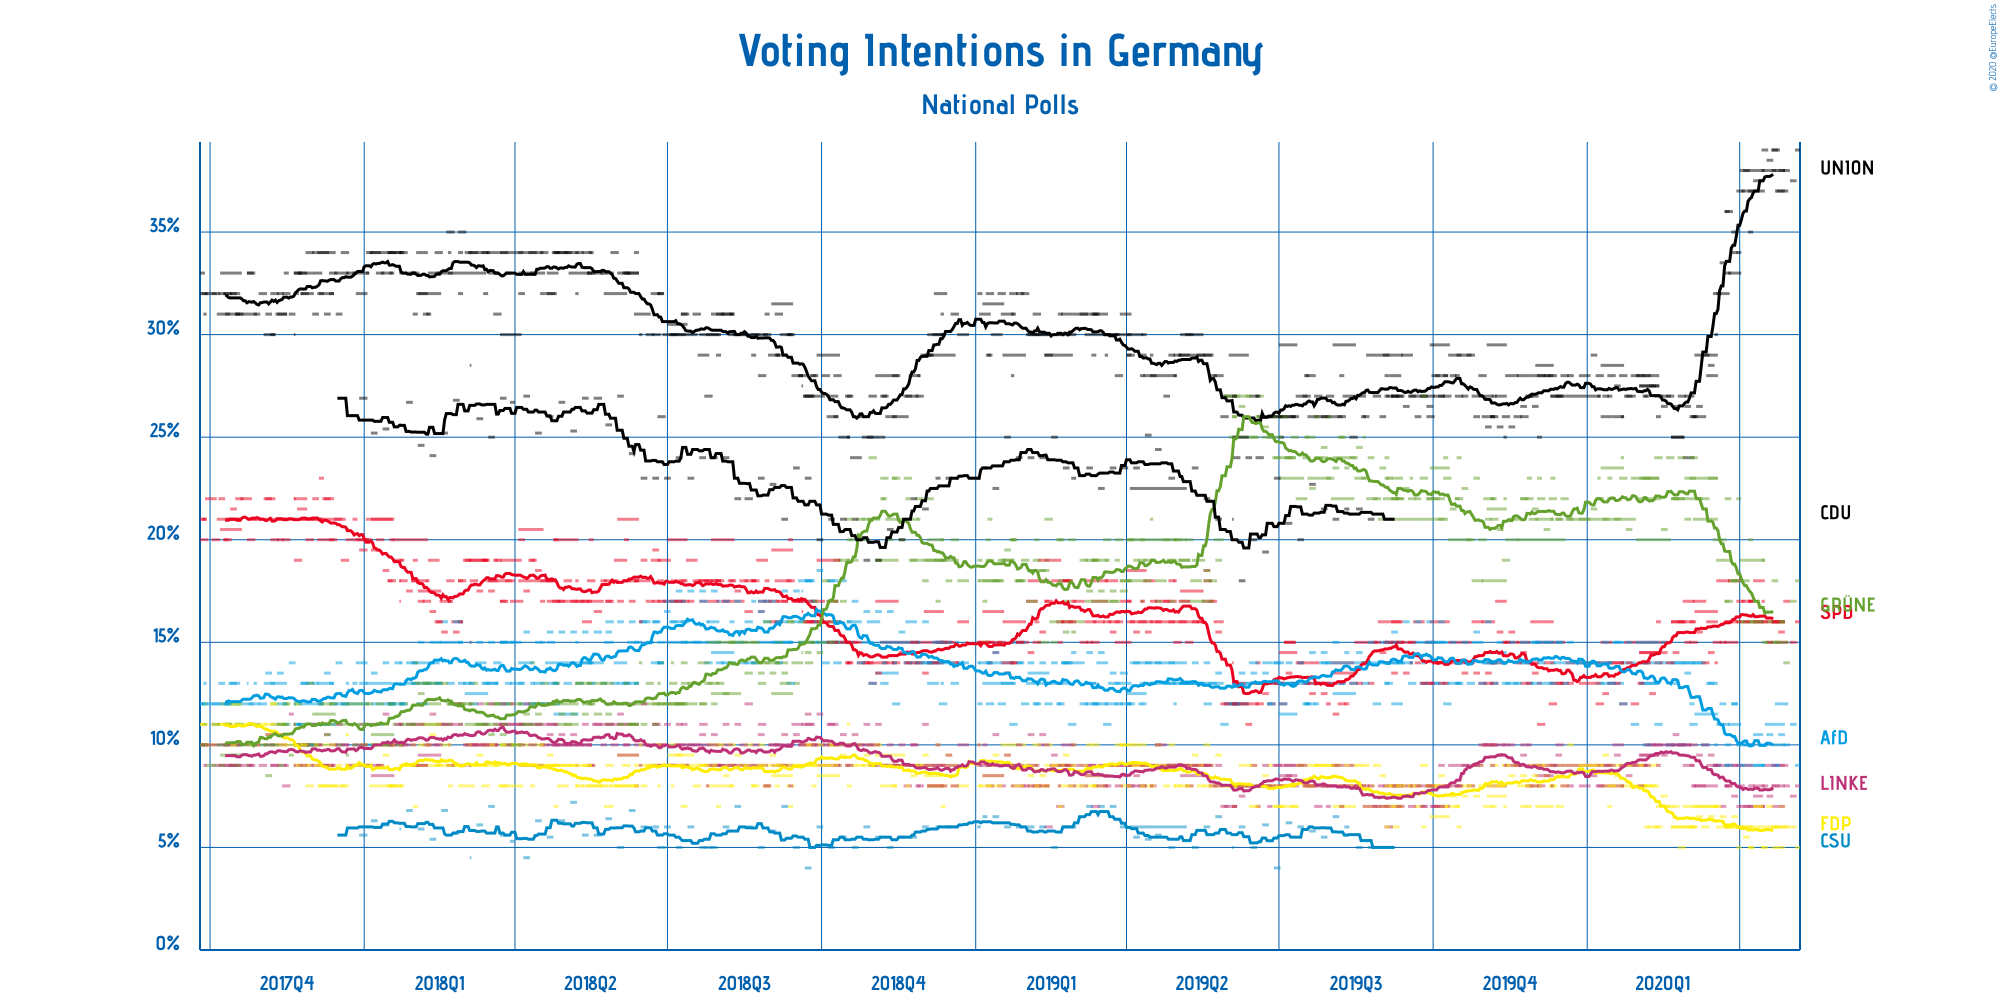 Voting Intentions in Germany
National Polls
© 2020 @EuropeElects
35%
30%
25%
20%
15%
10%
5%
0%
UNION
CDU
GRÜNE
SPD
AfD
LINKE
FDP
CSU
2017Q4 2018Q1 2018Q2 2018Q3 2018Q4 2019Q1 2019Q2 2019Q3 2019Q4 2020Q1